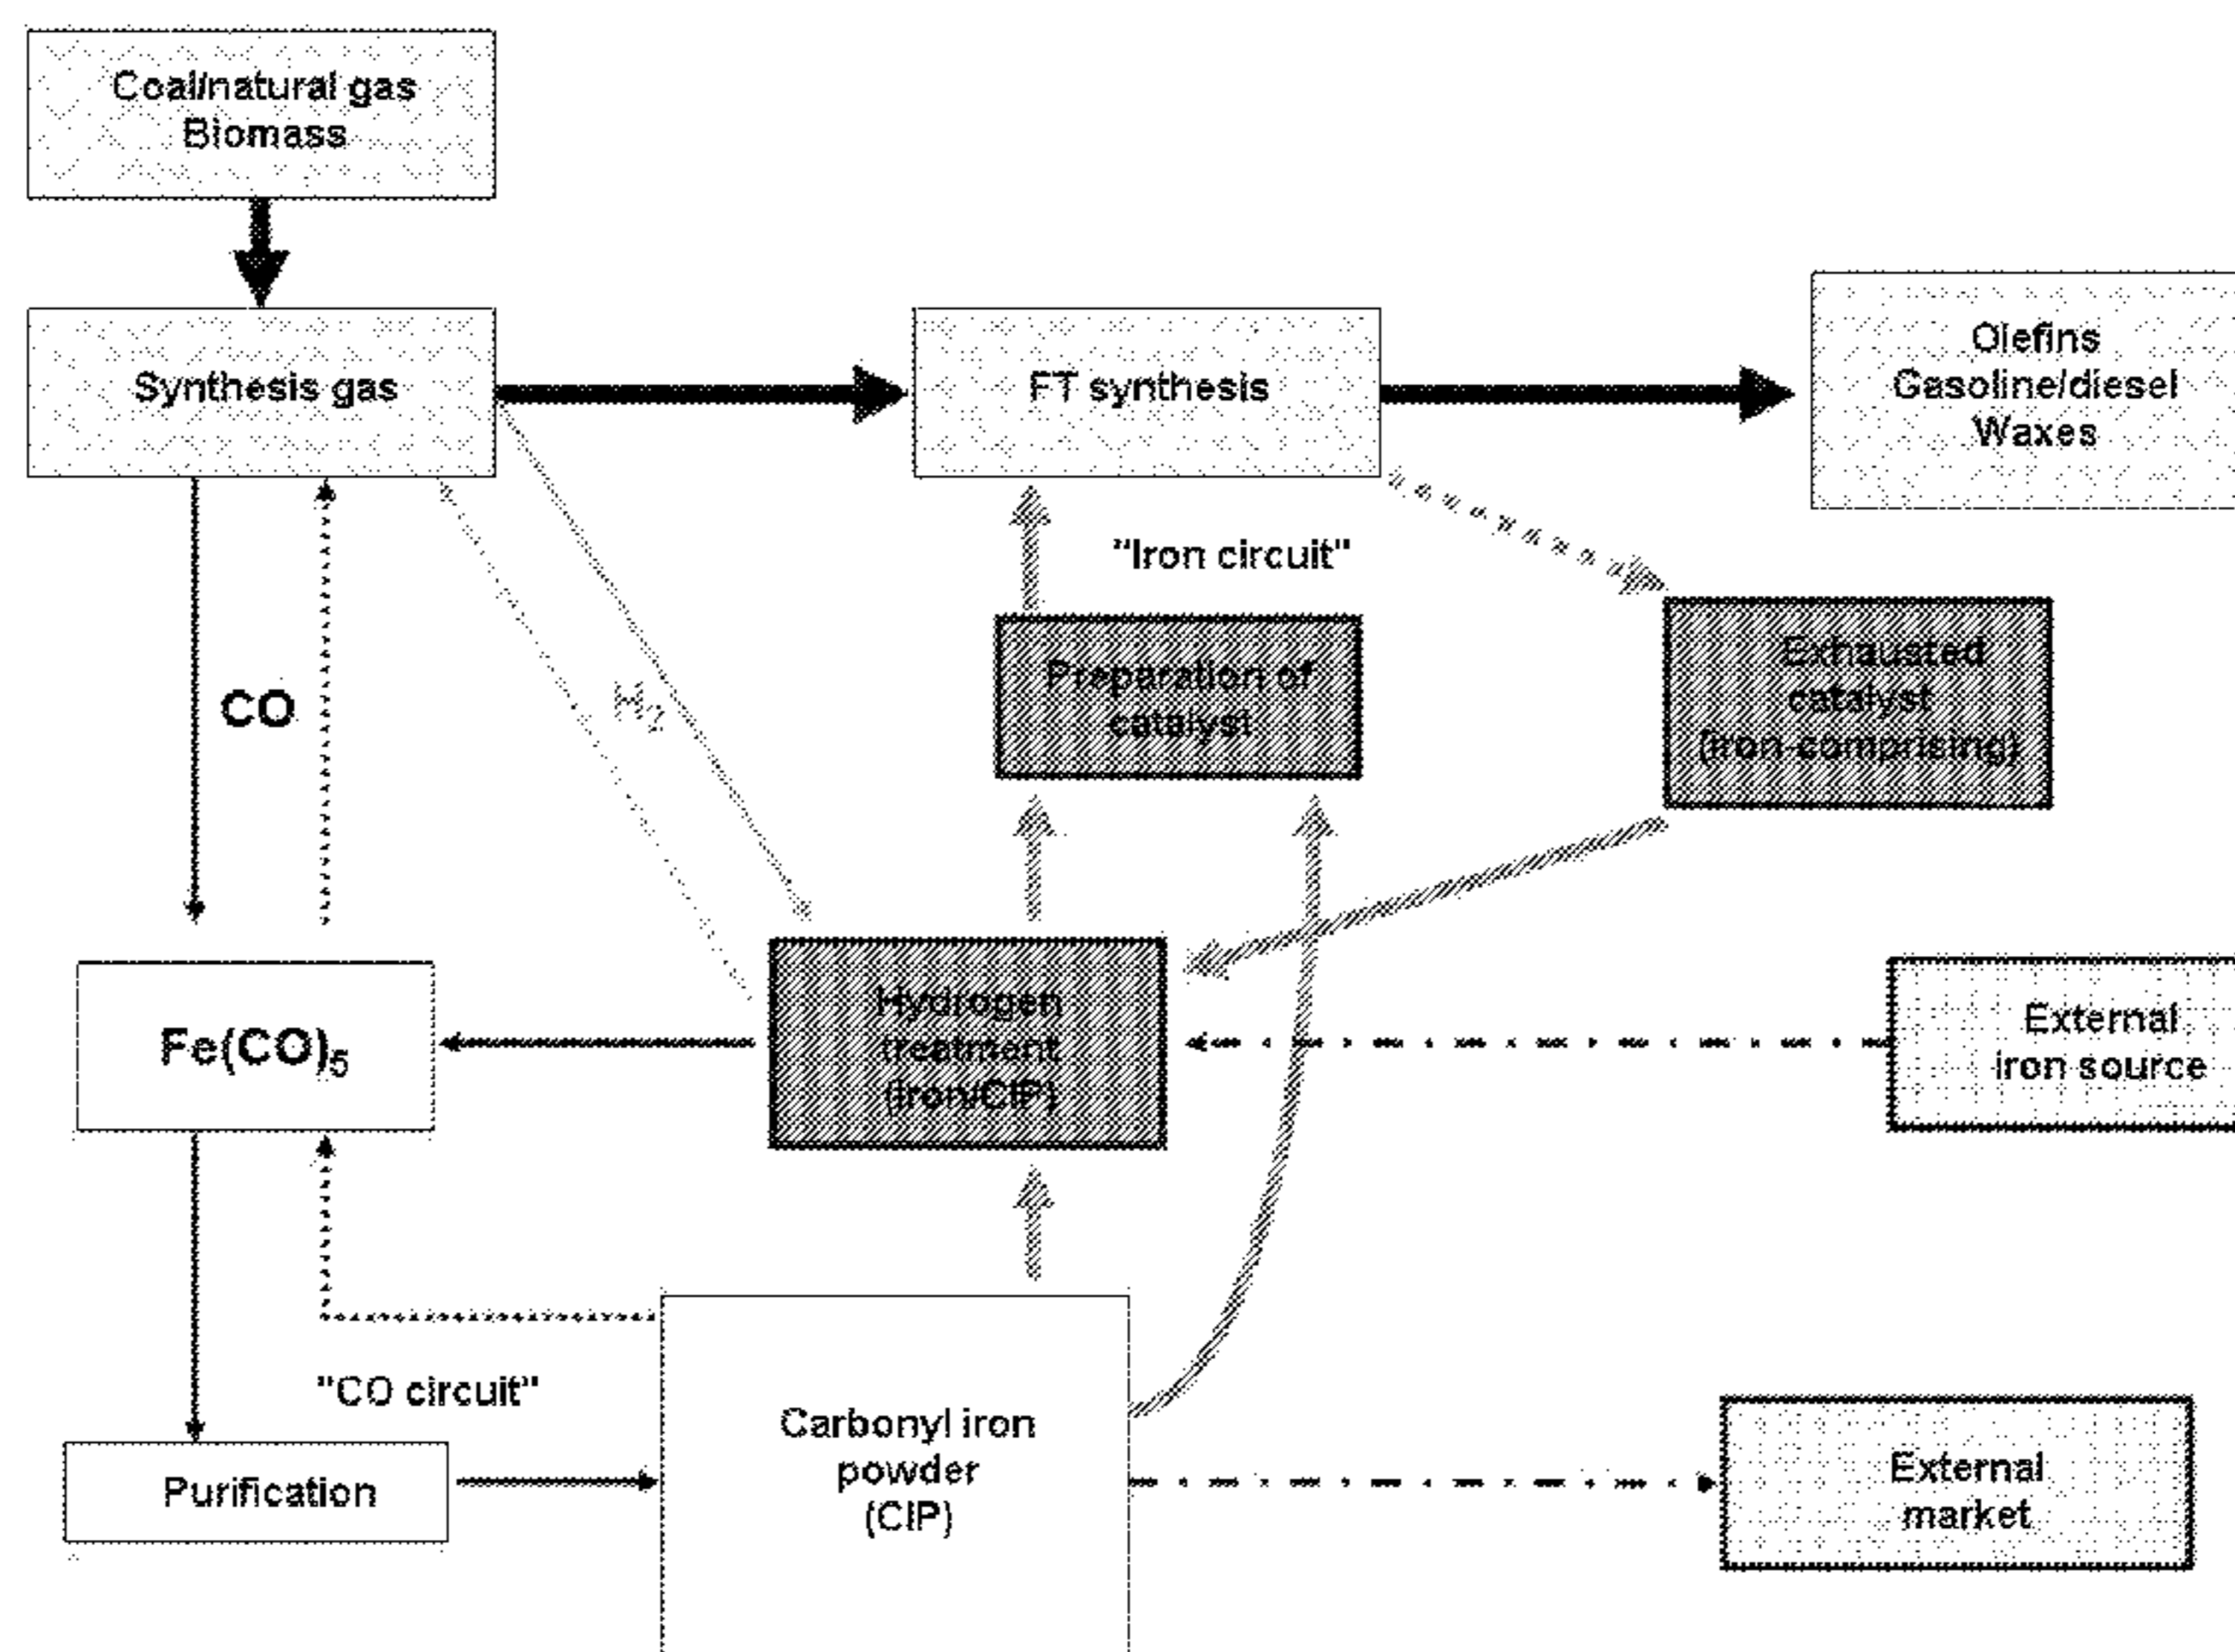 Coal/natural gas
Biomass
Synthesis gas
FT synthesis
Olefins
Gasoline/diesel
Waxes
"Iron circuit"
CO
H₂
Preparation of
catalyst
Exhausted
catalyst
(iron-comprising)
Fe(CO)₅
Hydrogen
treatment
(iron/CIP)
External
iron source
"CO circuit"
Purification
Carbonyl iron
powder
(CIP)
External
market